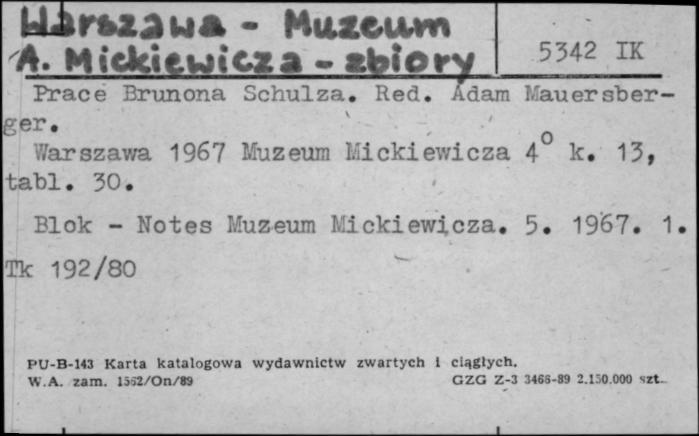 Warszawa - Muzeum
A. Mickiewicza - zbiory
5342 IK
Prace Brunona Schulza. Red. Adam Mauersber-
ger.
Warszawa 1967 Muzeum Mickiewicza 4° k. 13,
tabl. 30.
Blok - Notes Muzeum Mickiewicza. 5. 1967. 1.
Tk 192/80
PU-B-143 Karta katalogowa wydawnictw zwartych i ciągłych.
W.A. zam. 1562/On/89
GZG Z-3 3466-89 2.150.000 szt.